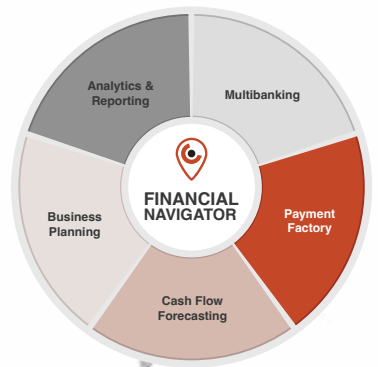 Analytics &
Reporting
Multibanking
FINANCIAL
NAVIGATOR
Payment
Factory
Business
Planning
Cash Flow
Forecasting